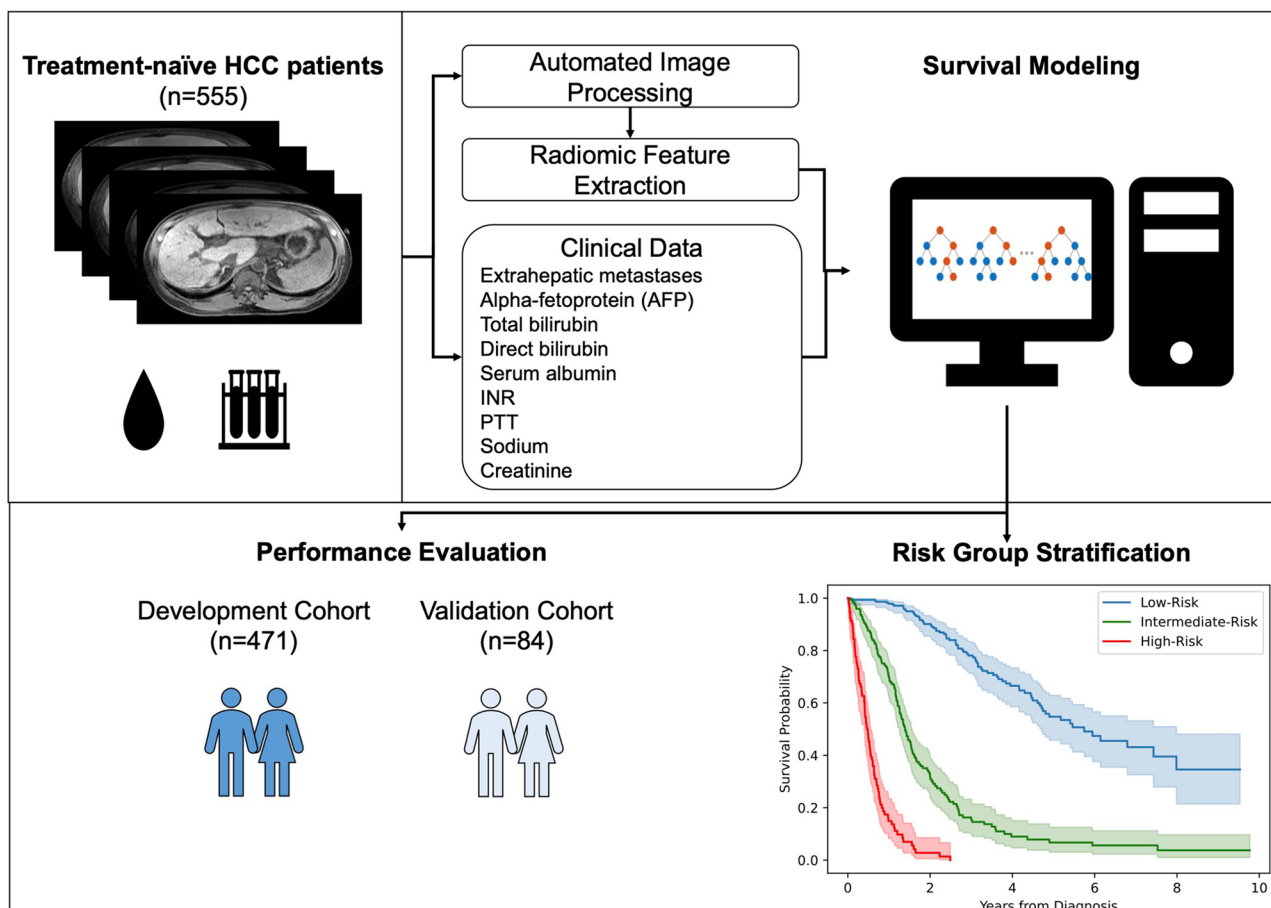 Treatment-naïve HCC patients
(n=555)
Automated Image
Processing
Radiomic Feature
Extraction
Clinical Data
Extrahepatic metastases
Alpha-fetoprotein (AFP)
Total bilirubin
Direct bilirubin
Serum albumin
INR
PTT
Sodium
Creatinine
Survival Modeling
...
Performance Evaluation
Development Cohort
(n=471)
Validation Cohort
(n=84)
Risk Group Stratification
Low-Risk
Intermediate-Risk
High-Risk
Survival Probability
1.0
0.8
0.6
0.4
0.2
0.0
0 2 4 6 8 10
Years from Diagnosis